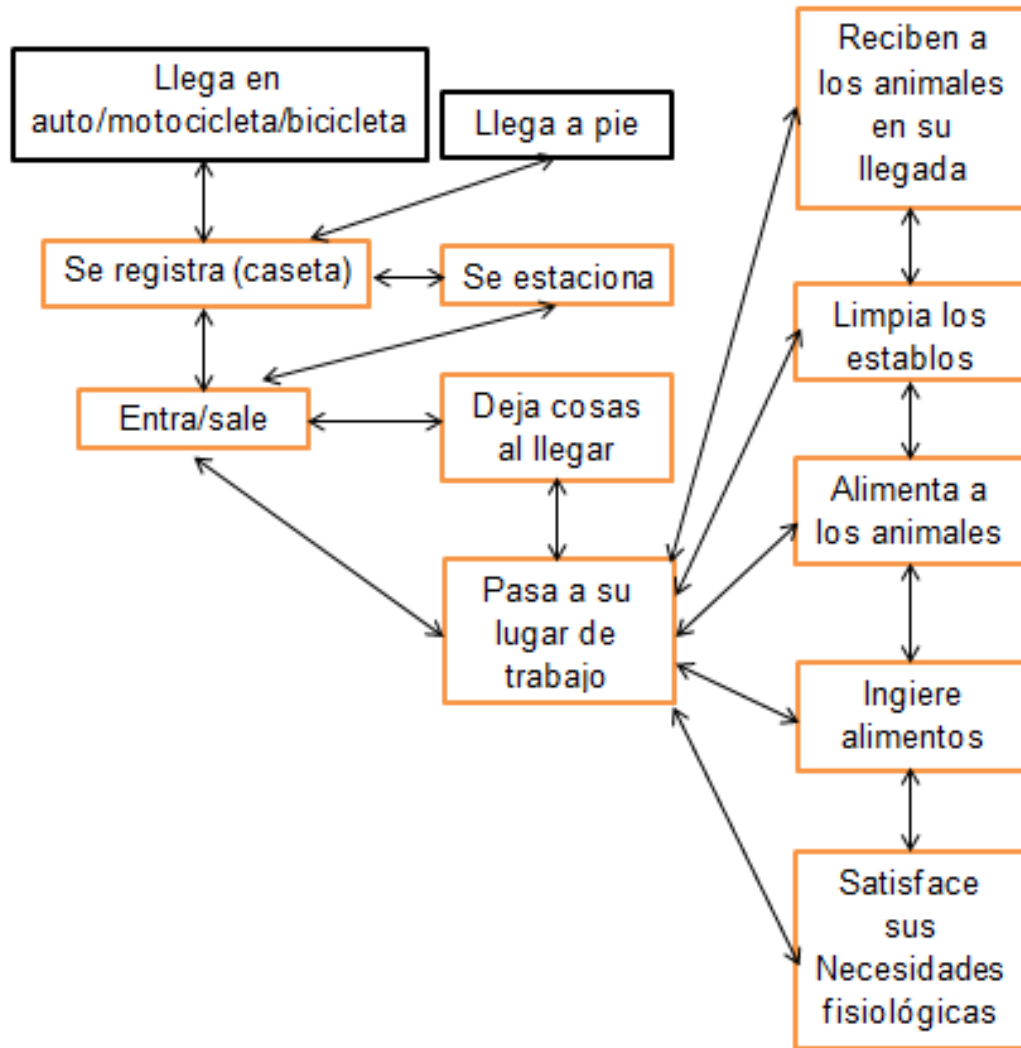 Llega en
auto/motocicleta/bicicleta
Llega a pie
Se registra (caseta)
Se estaciona
Entra/sale
Deja cosas
al llegar
Pasa a su
lugar de
trabajo
Reciben a
los animales
en su
llegada
Limpia los
establos
Alimenta a
los animales
Ingiere
alimentos
Satisface
sus
Necesidades
fisiológicas